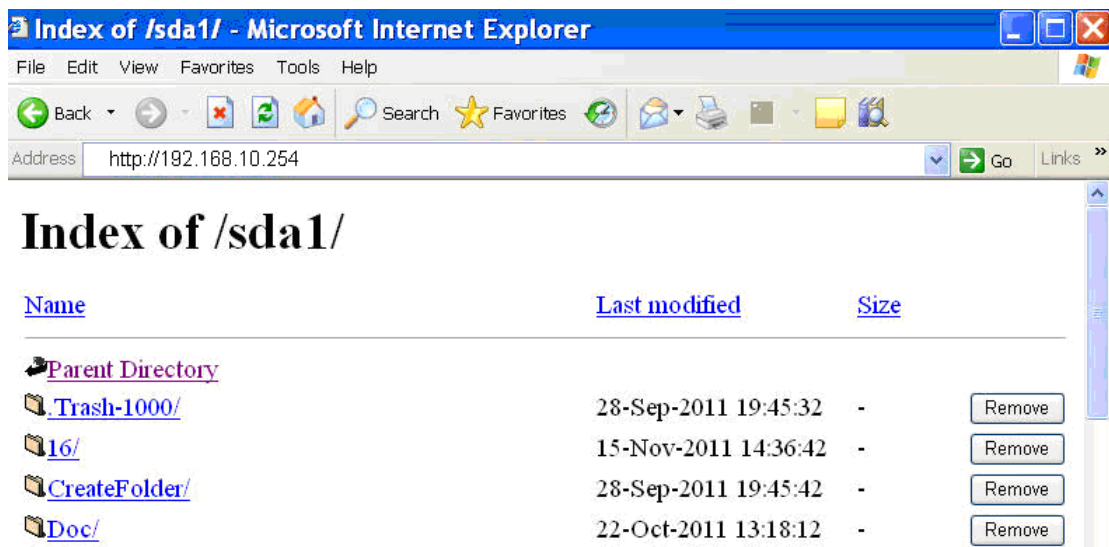 Index of /sda1/ - Microsoft Internet Explorer
File Edit View Favorites Tools Help
Back Search Favorites
Address http://192.168.10.254 Go Links »
Index of /sda1/
Name Last modified Size
Parent Directory
.Trash-1000/ 28-Sep-2011 19:45:32 - Remove
16/ 15-Nov-2011 14:36:42 - Remove
CreateFolder/ 28-Sep-2011 19:45:42 - Remove
Doc/ 22-Oct-2011 13:18:12 - Remove